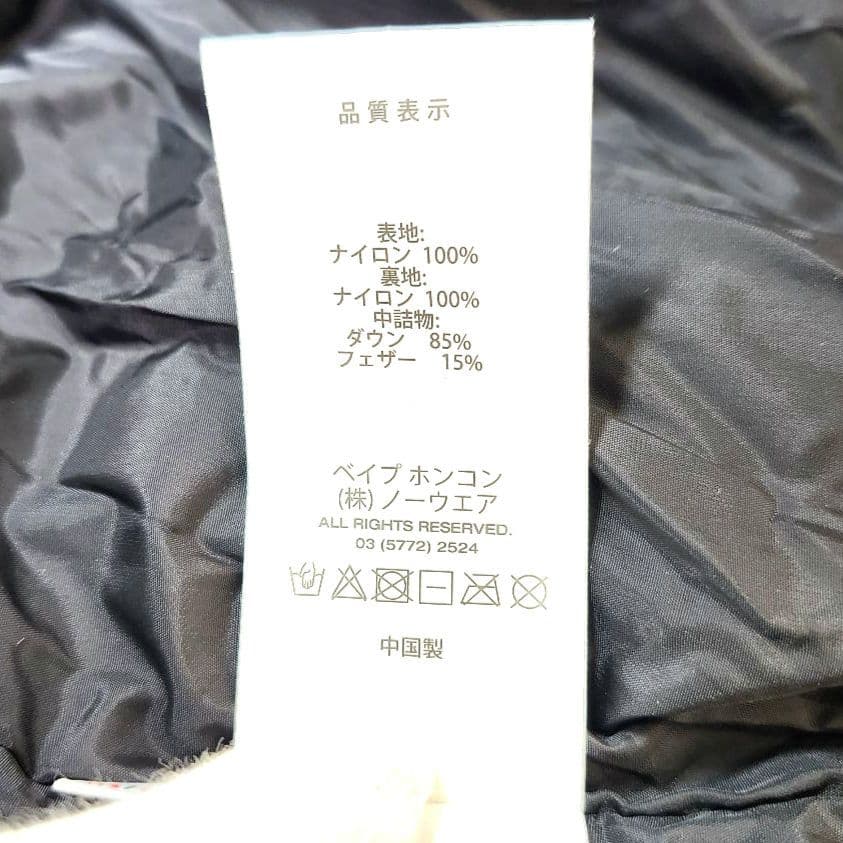 品質表示
表地:
ナイロン 100%
裏地:
ナイロン 100%
中詰物:
ダウン 85%
フェザー 15%
ベイプ ホンコン
(株) ノーウエア
ALL RIGHTS RESERVED.
03 (5772) 2524
中国製